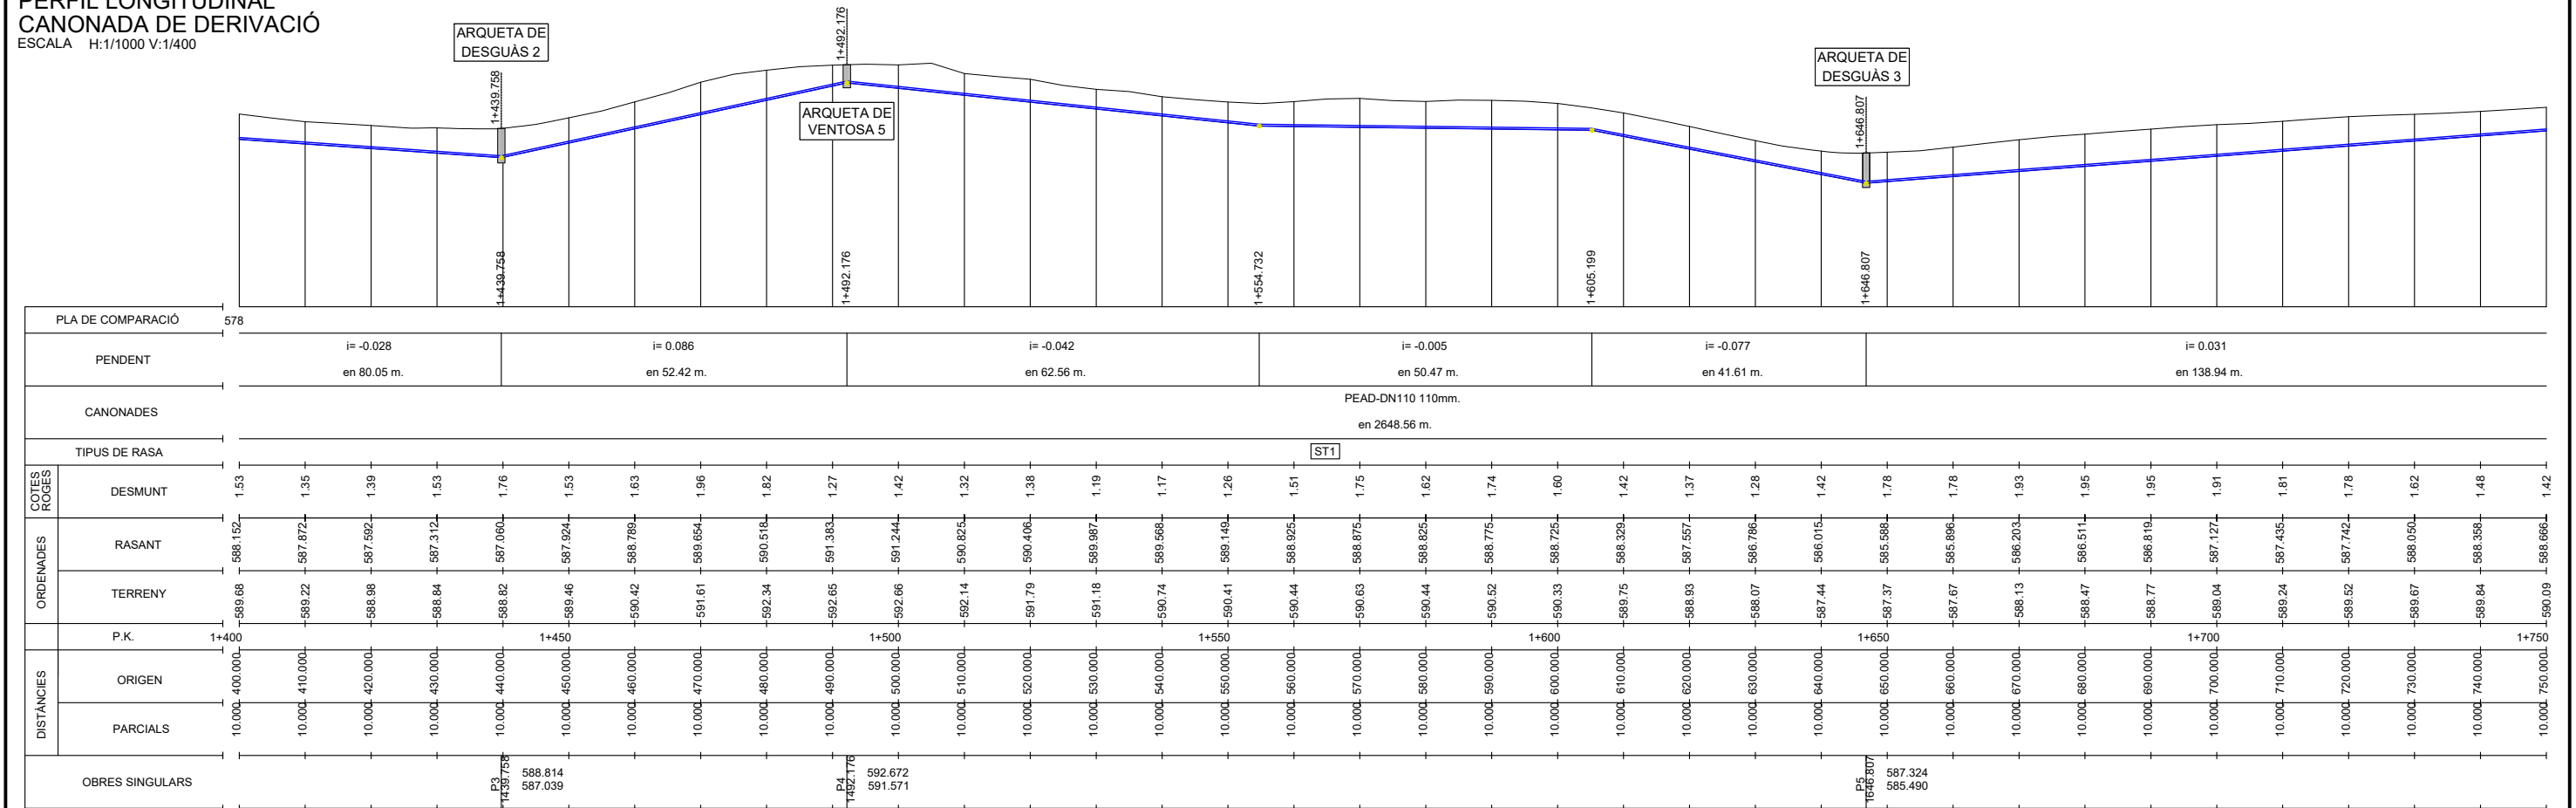 PERFIL LONGITUDINAL
CANONADA DE DERIVACIÓ
ESCALA H:1/1000 V:1/400
ARQUETA DE
DESGUÀS 2
1+439.758
1+492.176
ARQUETA DE
VENTOSA 5
ARQUETA DE
DESGUÀS 3
1+646.807
1+439.758
1+492.176
1+554.732
1+605.199
1+646.807
PLA DE COMPARACIÓ 578
PENDENT
i= -0.028
en 80.05 m.
i= 0.086
en 52.42 m.
i= -0.042
en 62.56 m.
i= -0.005
en 50.47 m.
i= -0.077
en 41.61 m.
i= 0.031
en 138.94 m.
CANONADES
PEAD-DN110 110mm.
en 2648.56 m.
TIPUS DE RASA
ST1
COTES
ROGES
DESMUNT 1.53 1.35 1.39 1.53 1.76 1.53 1.63 1.96 1.82 1.27 1.42 1.32 1.38 1.19 1.17 1.26 1.51 1.75 1.62 1.74 1.60 1.42 1.37 1.28 1.42 1.78 1.78 1.93 1.95 1.95 1.91 1.81 1.78 1.62 1.48 1.42
ORDENADES
RASANT 588.152 587.872 587.592 587.312 587.060 587.924 588.789 589.654 590.518 591.383 591.244 590.825 590.406 589.987 589.568 589.149 588.925 588.875 588.825 588.775 588.725 588.329 587.557 586.786 586.015 585.588 585.896 586.203 586.511 586.819 587.127 587.435 587.742 588.050 588.358 588.666
TERRENY 589.68 589.22 588.98 588.84 588.82 589.46 590.42 591.61 592.34 592.65 592.66 592.14 591.79 591.18 590.74 590.41 590.44 590.63 590.44 590.52 590.33 589.75 588.93 588.07 587.44 587.37 587.67 588.13 588.47 588.77 589.04 589.24 589.52 589.67 589.84 590.09
P.K. 1+400 1+450 1+500 1+550 1+600 1+650 1+700 1+750
DISTÀNCIES
ORIGEN 400.000 410.000 420.000 430.000 440.000 450.000 460.000 470.000 480.000 490.000 500.000 510.000 520.000 530.000 540.000 550.000 560.000 570.000 580.000 590.000 600.000 610.000 620.000 630.000 640.000 650.000 660.000 670.000 680.000 690.000 700.000 710.000 720.000 730.000 740.000 750.000
PARCIALS 10.000 10.000 10.000 10.000 10.000 10.000 10.000 10.000 10.000 10.000 10.000 10.000 10.000 10.000 10.000 10.000 10.000 10.000 10.000 10.000 10.000 10.000 10.000 10.000 10.000 10.000 10.000 10.000 10.000 10.000 10.000 10.000 10.000 10.000 10.000 10.000
OBRES SINGULARS
P3
1439.758
588.814
587.039
P4
1492.176
592.672
591.571
P5
1646.807
587.324
585.490